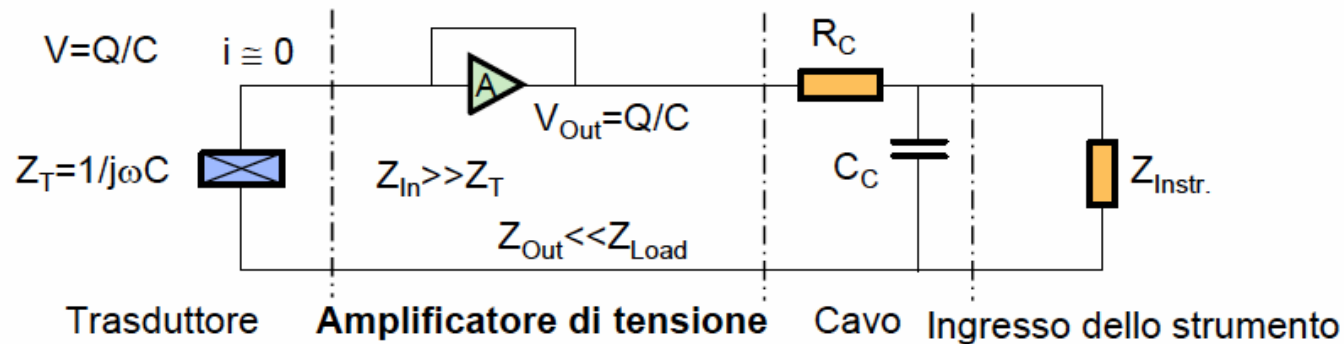 V=Q/C
i ≅ 0
A
V_Out=Q/C
R_C
Z_T=1/jωC
Z_In>>Z_T
C_C
Z_Instr.
Z_Out<<Z_Load
Trasduttore
Amplificatore di tensione
Cavo
Ingresso dello strumento